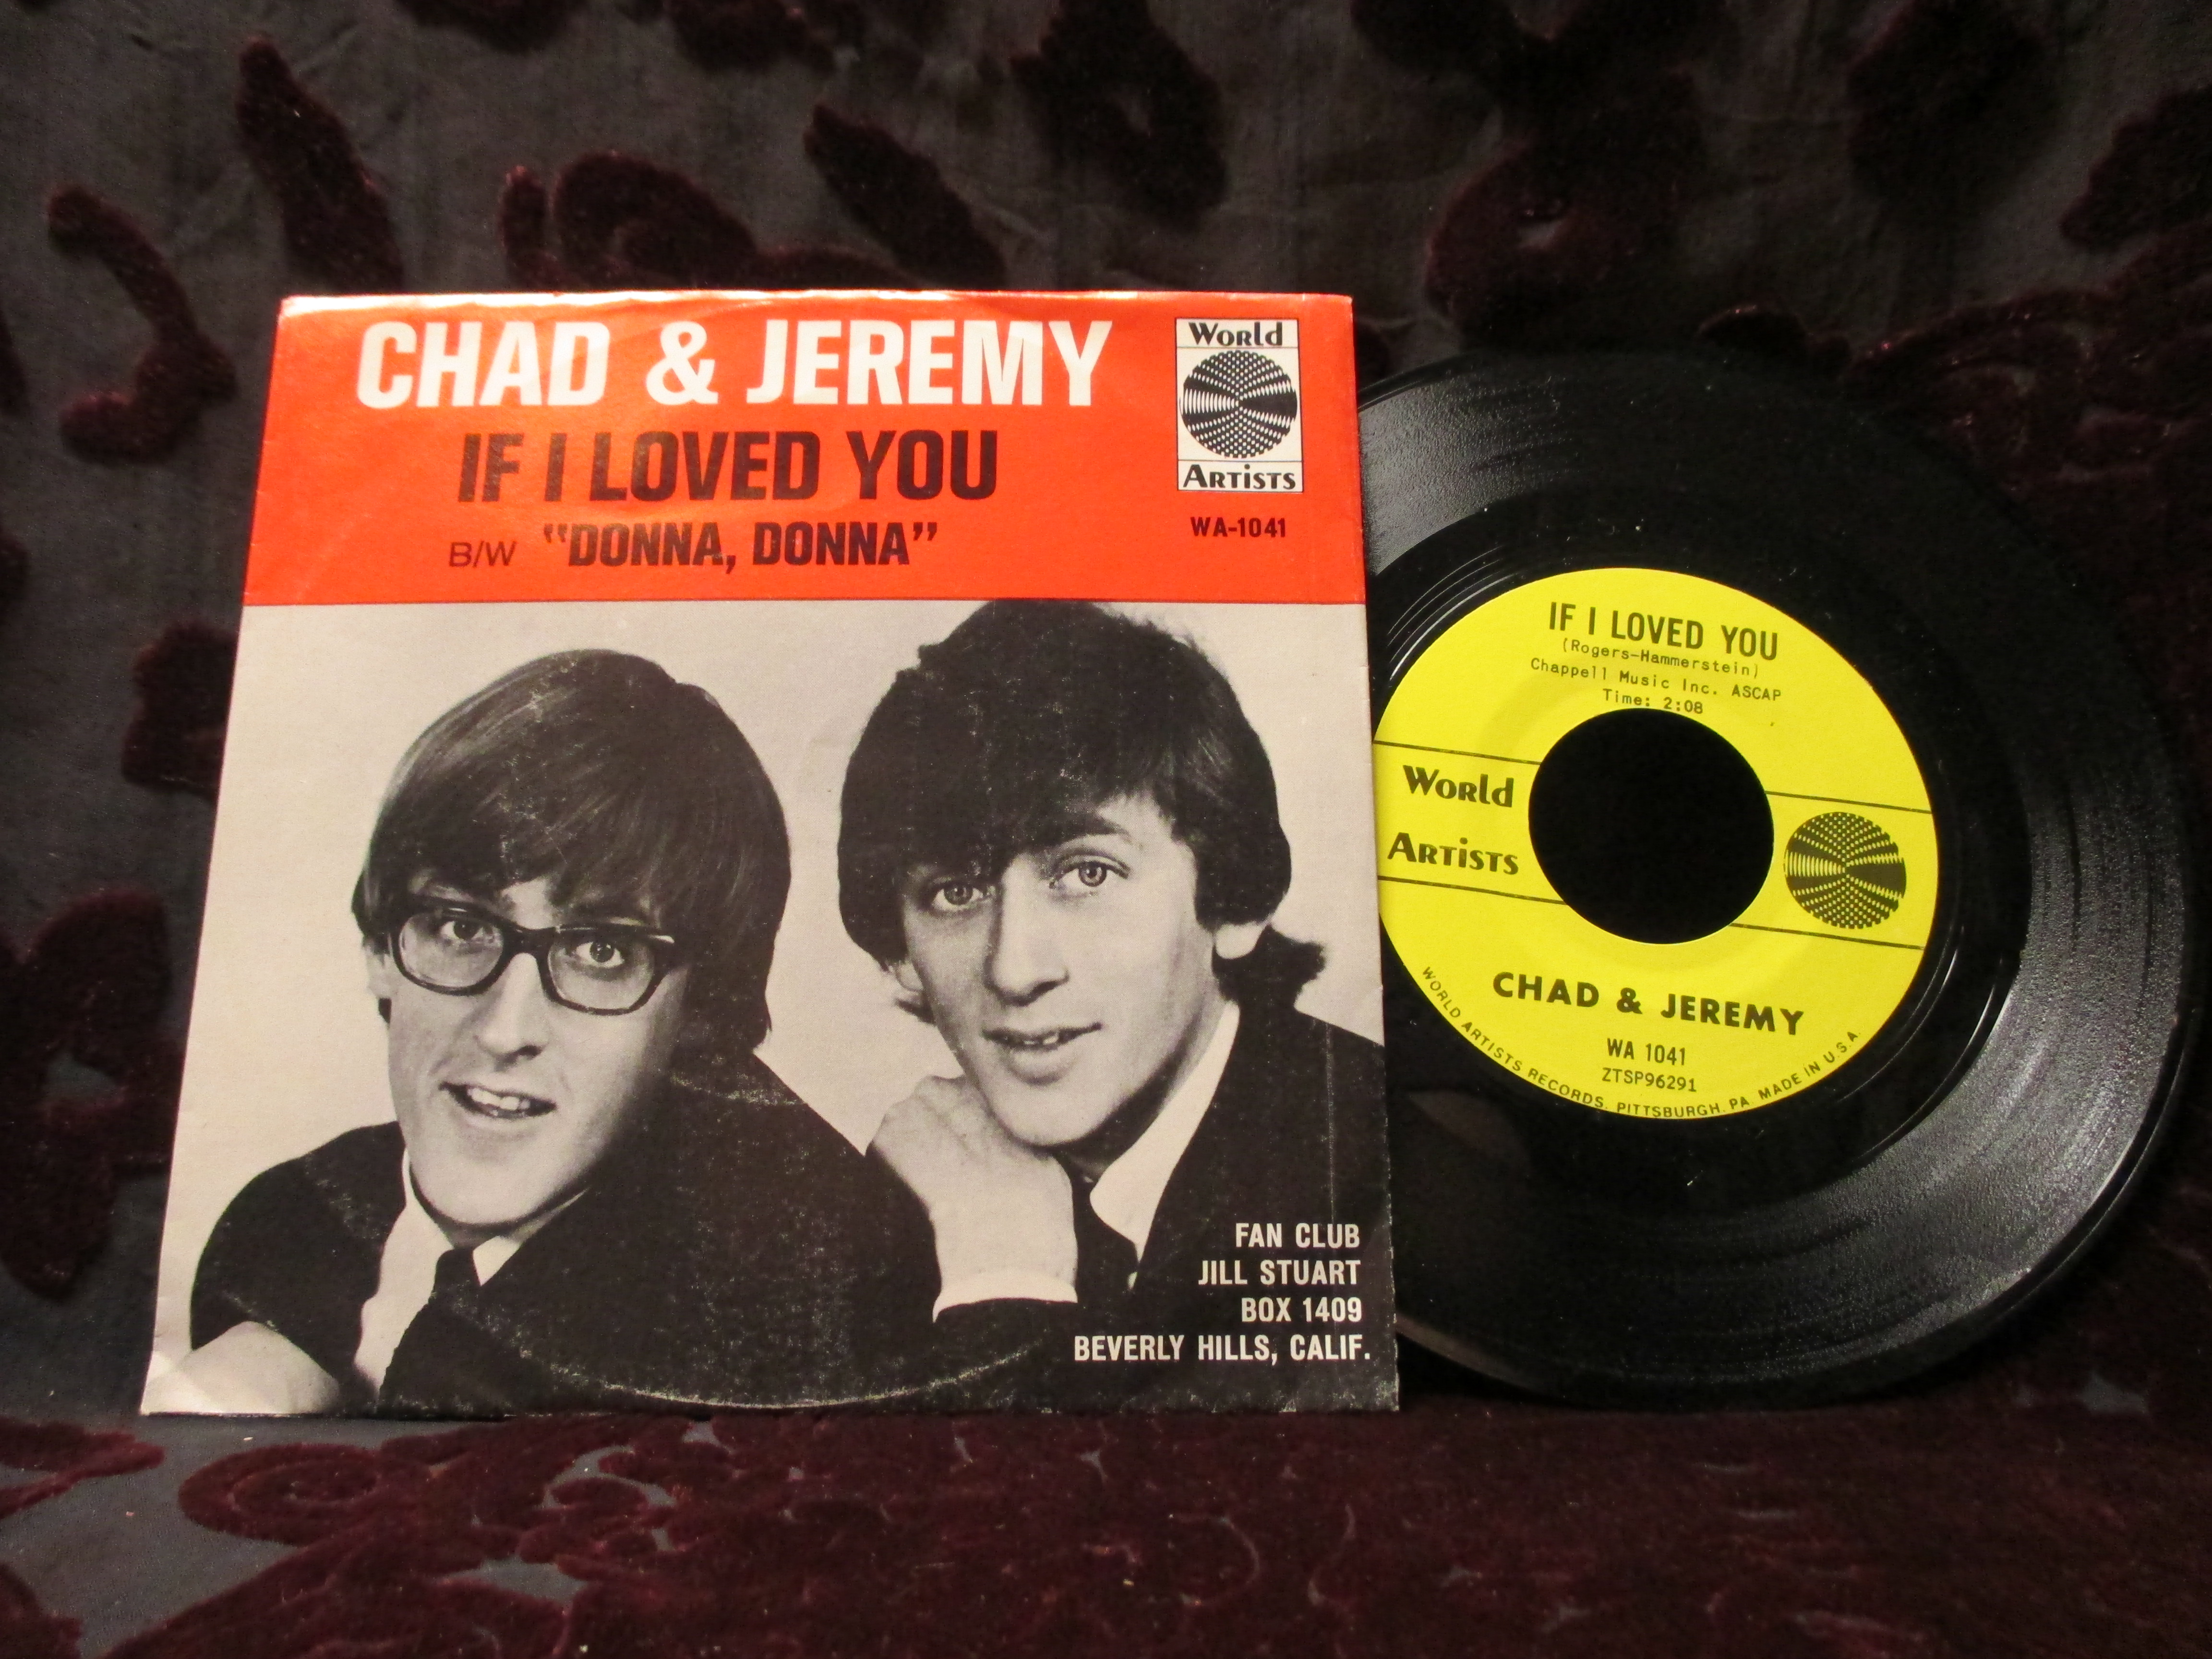 CHAD & JEREMY
IF I LOVED YOU
B/W "DONNA, DONNA"
World
Artists
WA-1041
FAN CLUB
JILL STUART
BOX 1409
BEVERLY HILLS, CALIF.
IF I LOVED YOU
(Rogers-Hammerstein)
Chappell Music Inc. ASCAP
Time: 2:08
World
Artists
CHAD & JEREMY
WA 1041
ZTSP96291
WORLD ARTISTS RECORDS, PITTSBURGH, PA. MADE IN U.S.A.